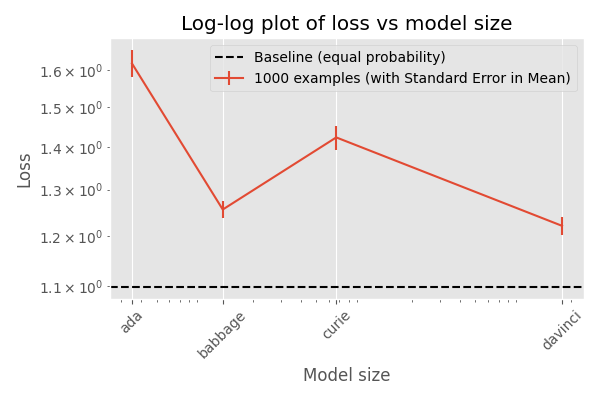 Log-log plot of loss vs model size
Baseline (equal probability)
1000 examples (with Standard Error in Mean)
1.6 × 10⁰
1.5 × 10⁰
1.4 × 10⁰
1.3 × 10⁰
1.2 × 10⁰
1.1 × 10⁰
Loss
ada
babbage
curie
davinci
Model size